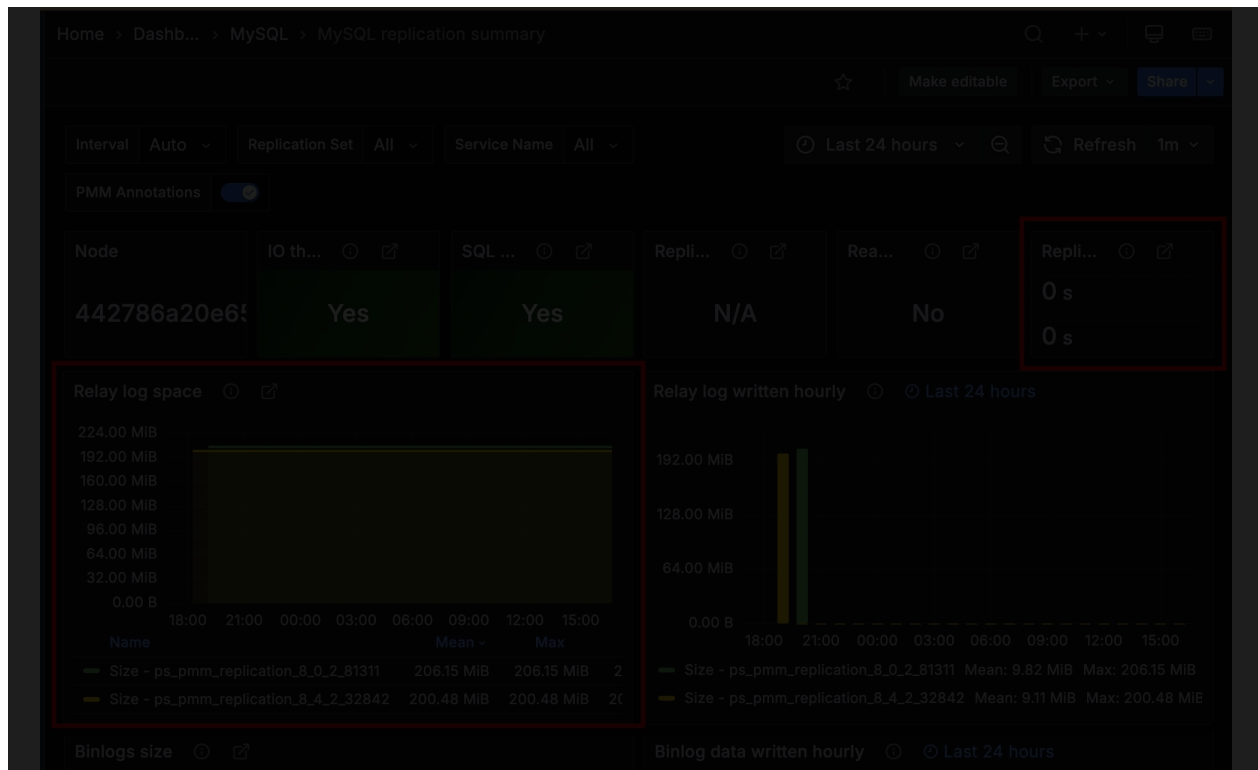 Home › Dashb... › MySQL › MySQL replication summary
Make editable Export Share
Interval Auto Replication Set All Service Name All Last 24 hours Refresh 1m
PMM Annotations
Node IO th... SQL ... Repli... Rea... Repli...
442786a20e65 Yes Yes N/A No 0 s
0 s
Relay log space
224.00 MiB
192.00 MiB
160.00 MiB
128.00 MiB
96.00 MiB
64.00 MiB
32.00 MiB
0.00 B
18:00 21:00 00:00 03:00 06:00 09:00 12:00 15:00
Name Mean Max
Size - ps_pmm_replication_8_0_2_81311 206.15 MiB 206.15 MiB 2
Size - ps_pmm_replication_8_4_2_32842 200.48 MiB 200.48 MiB 20
Relay log written hourly Last 24 hours
192.00 MiB
128.00 MiB
64.00 MiB
0.00 B
18:00 21:00 00:00 03:00 06:00 09:00 12:00 15:00
Size - ps_pmm_replication_8_0_2_81311 Mean: 9.82 MiB Max: 206.15 MiB
Size - ps_pmm_replication_8_4_2_32842 Mean: 9.11 MiB Max: 200.48 MiB
Binlogs size
Binlog data written hourly Last 24 hours